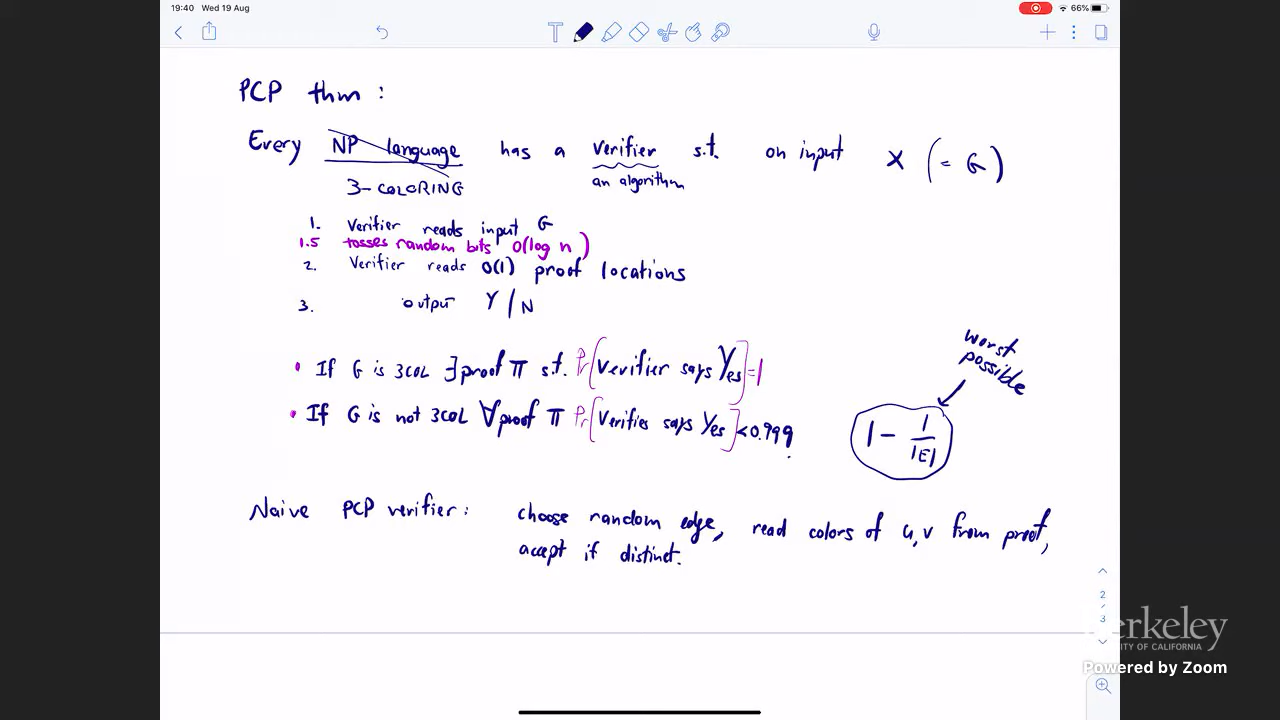 19:40 Wed 19 Aug
66%
PCP thm :
Every NP language has a verifier s.t. on input X (= G)
3-COLORING
an algorithm
1. Verifier reads input G
1.5 tosses random bits O(log n)
2. Verifier reads O(1) proof locations
3. output Y/N
• If G is 3COL ∃proof π s.t. Pr[Verifier says Yes]=1
worst possible
• If G is not 3COL ∀proof π Pr[Verifies says Yes]<0.999
1 - 1/|E|
Naive PCP verifier: choose random edge, read colors of u,v from proof,
accept if distinct.
2
/
3
Berkeley
UNIVERSITY OF CALIFORNIA
Powered by Zoom